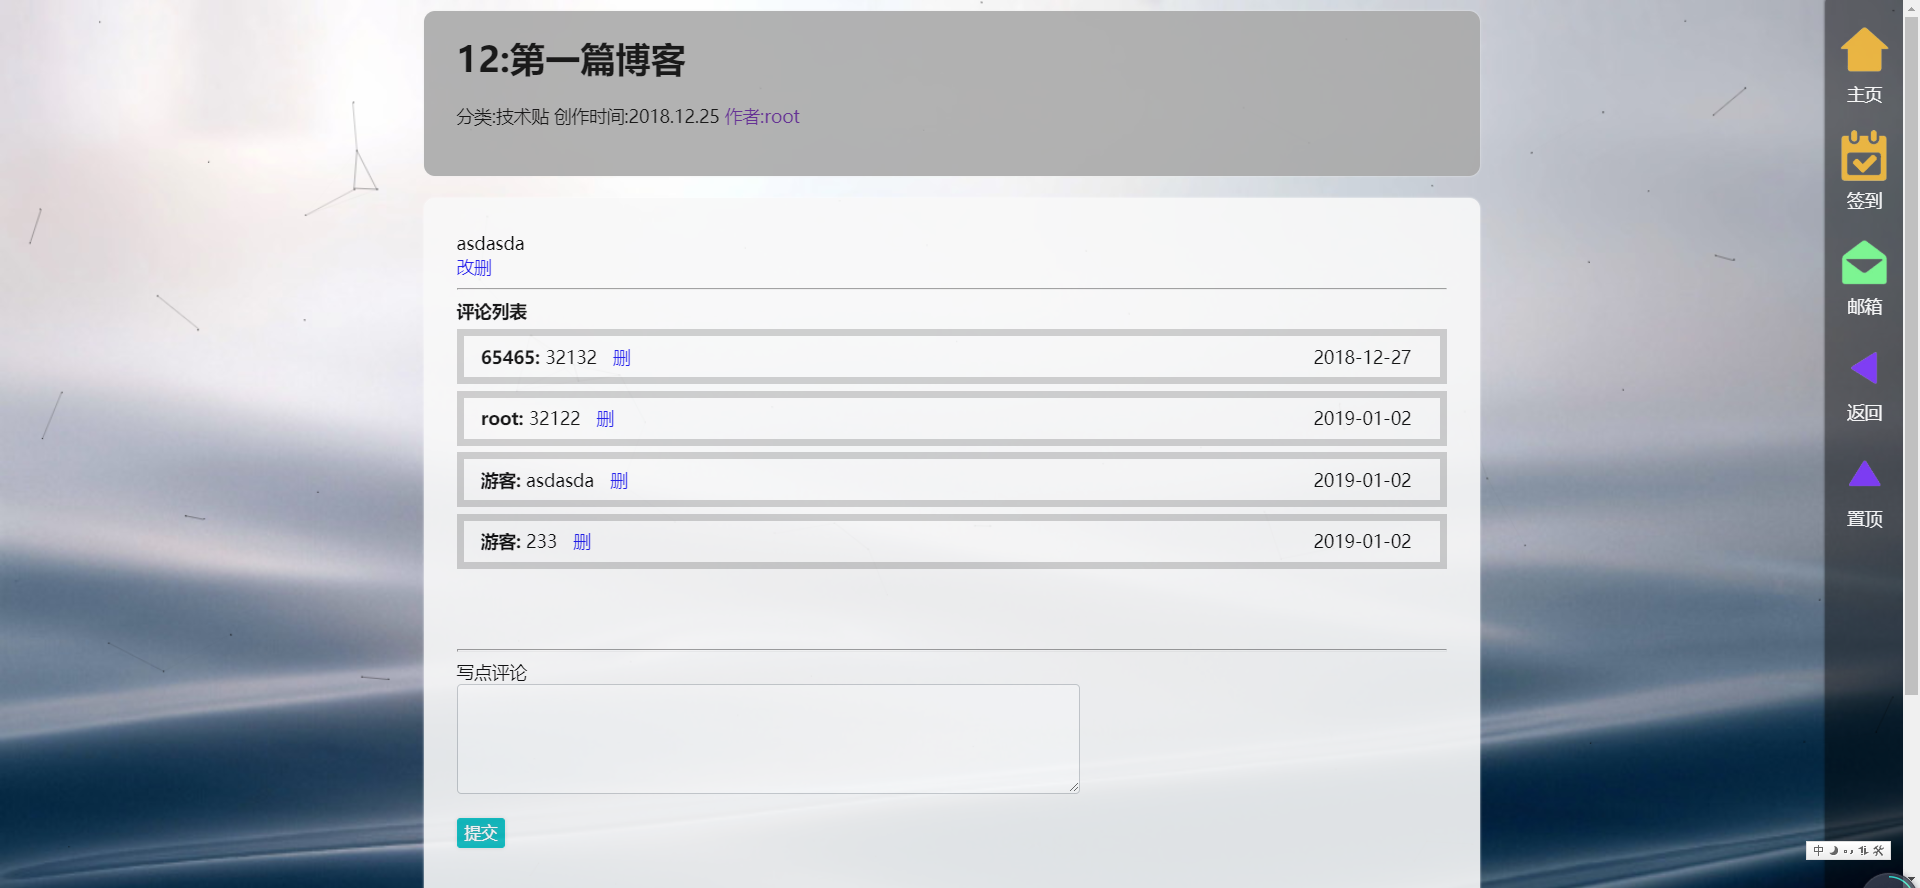 12:第一篇博客
分类:技术贴 创作时间:2018.12.25 作者:root
asdasda
改删
评论列表
65465: 32132 删 2018-12-27
root: 32122 删 2019-01-02
游客: asdasda 删 2019-01-02
游客: 233 删 2019-01-02
写点评论
提交
主页
签到
邮箱
返回
置顶
中